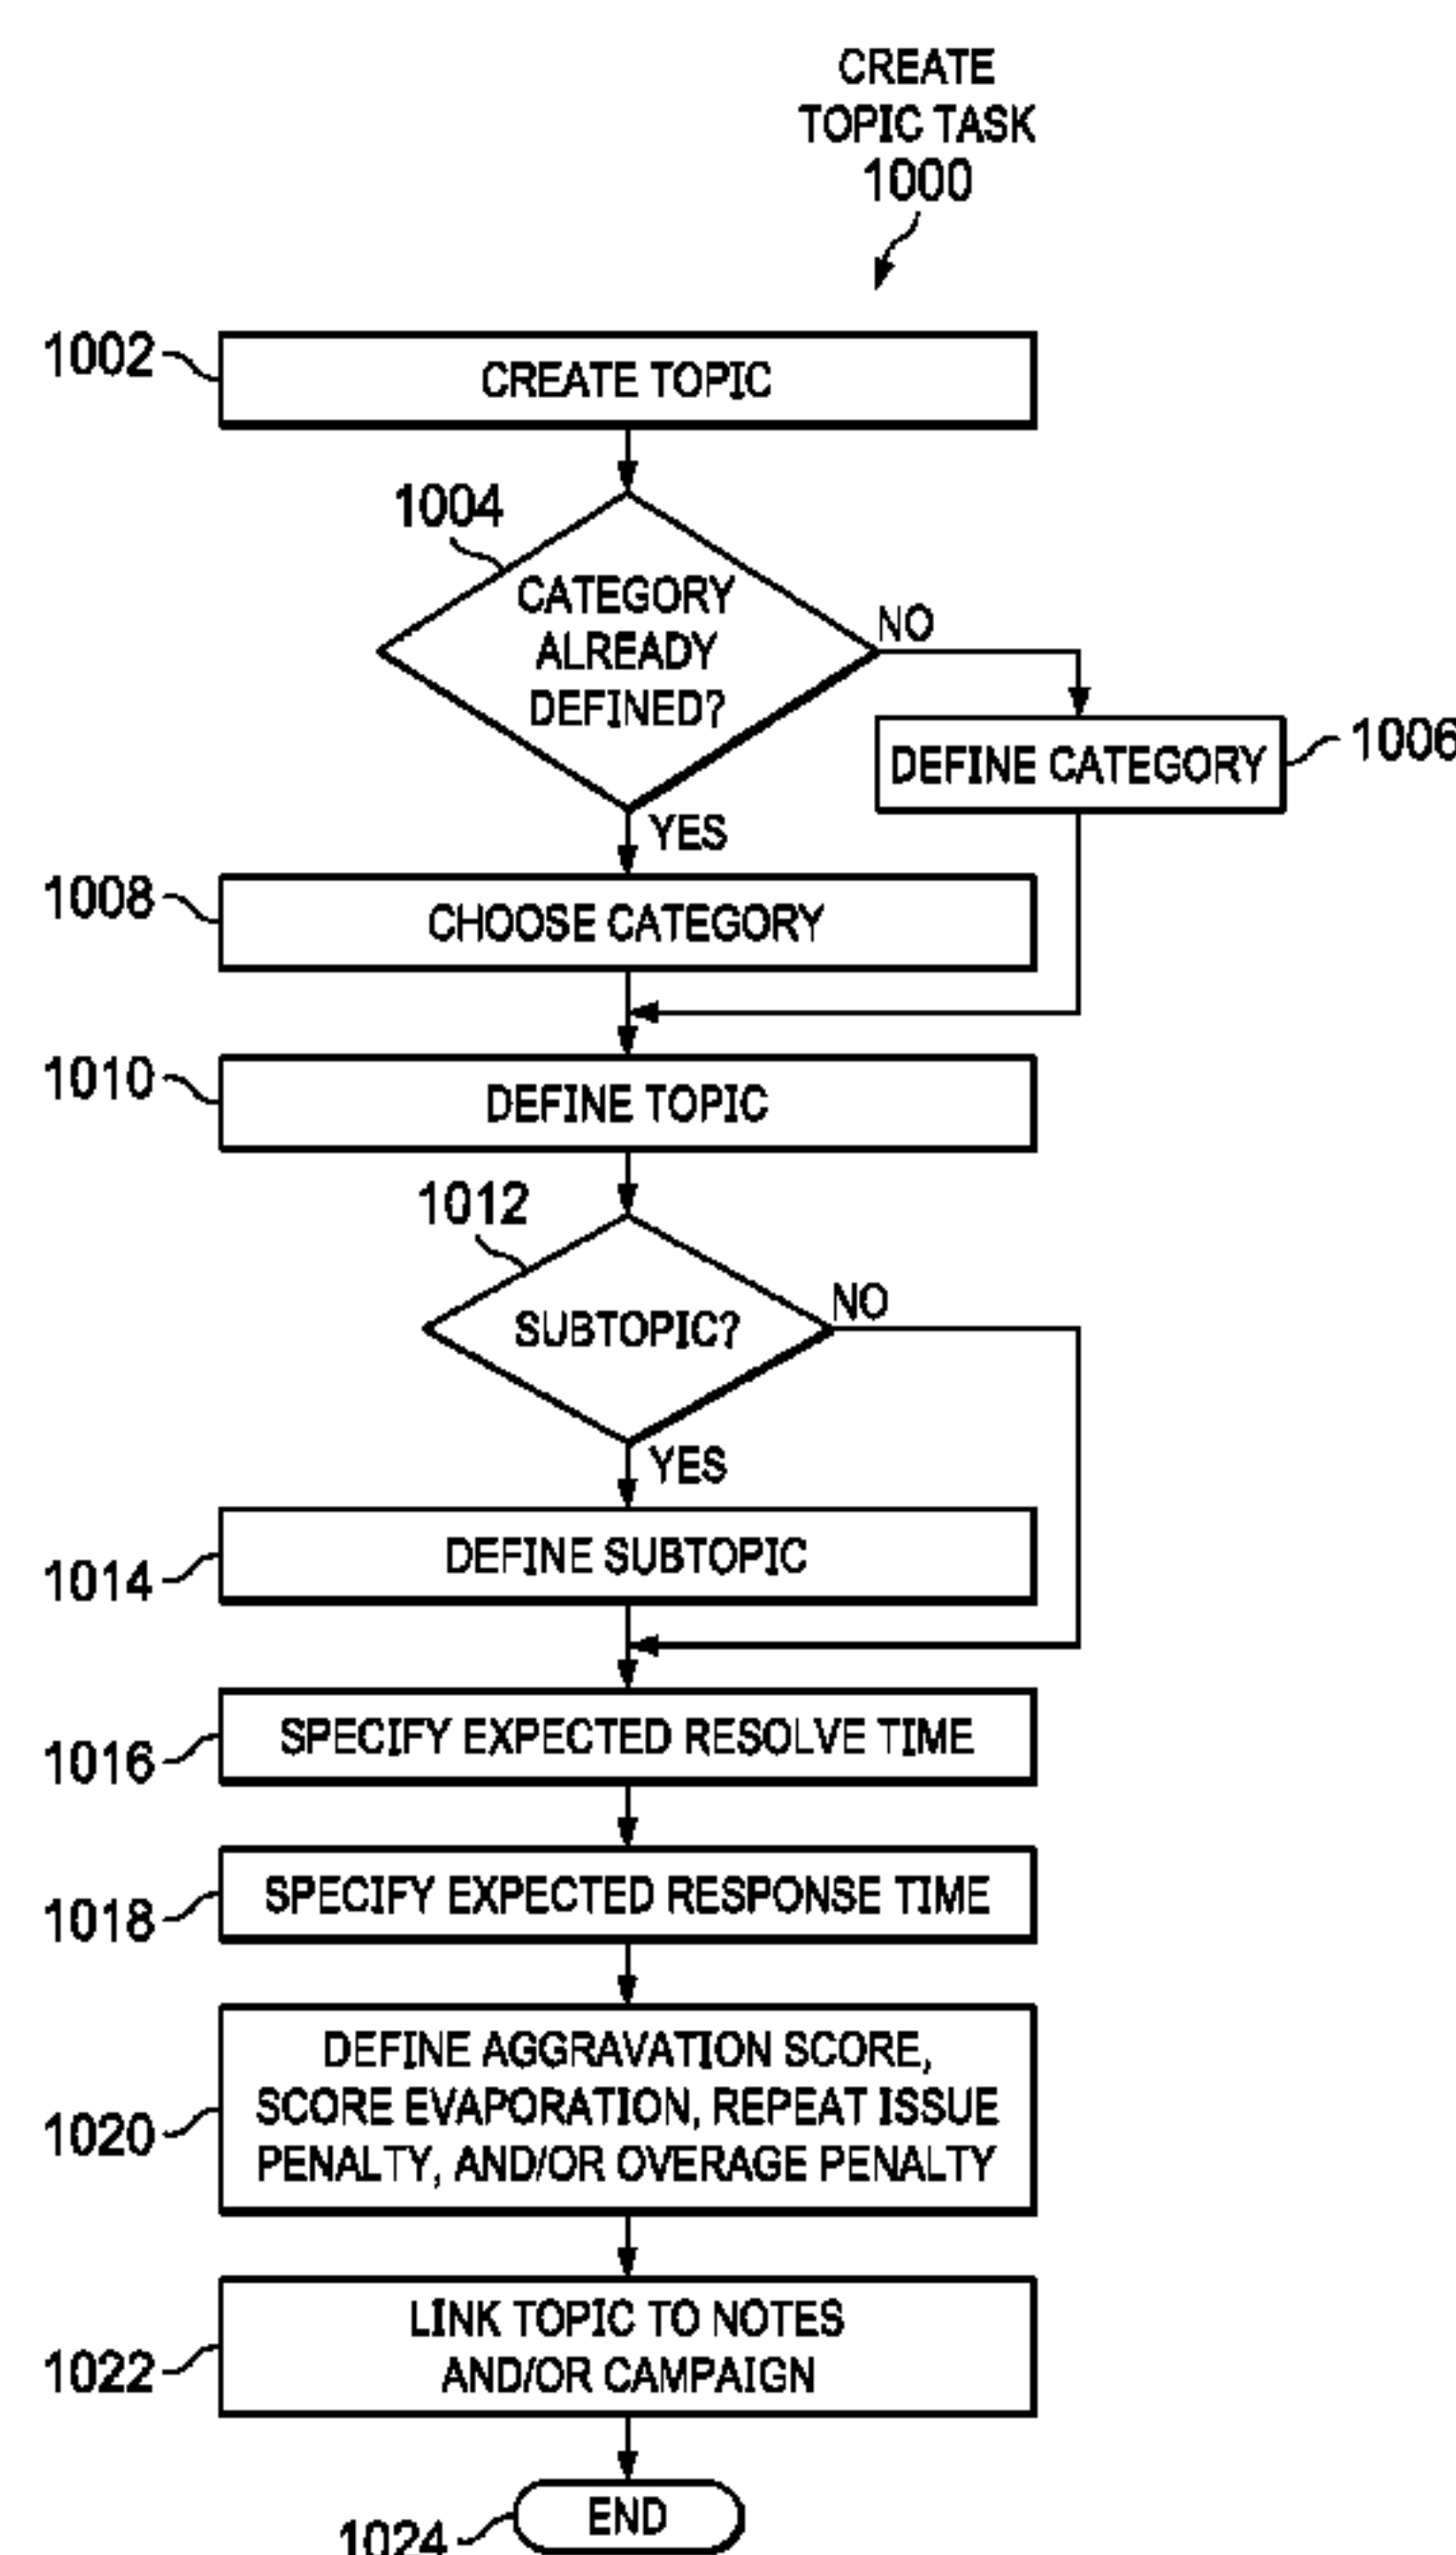 CREATE
TOPIC TASK
1000
1002
CREATE TOPIC
1004
CATEGORY
ALREADY
DEFINED?
NO
DEFINE CATEGORY
1006
YES
1008
CHOOSE CATEGORY
1010
DEFINE TOPIC
1012
SUBTOPIC?
NO
YES
DEFINE SUBTOPIC
1014
SPECIFY EXPECTED RESOLVE TIME
1016
SPECIFY EXPECTED RESPONSE TIME
1018
DEFINE AGGRAVATION SCORE,
SCORE EVAPORATION, REPEAT ISSUE
PENALTY, AND/OR OVERAGE PENALTY
1020
LINK TOPIC TO NOTES
AND/OR CAMPAIGN
1022
END
1024